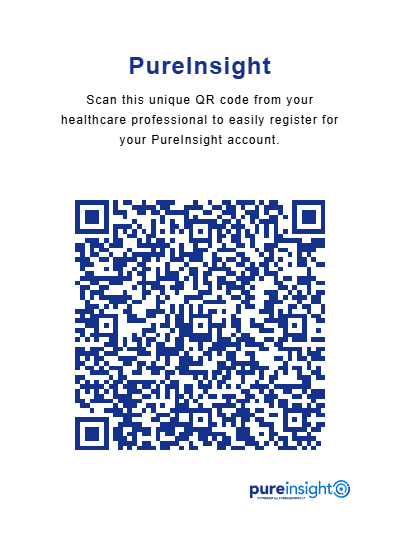 PureInsight
Scan this unique QR code from your
healthcare professional to easily register for
your PureInsight account.
pureinsight